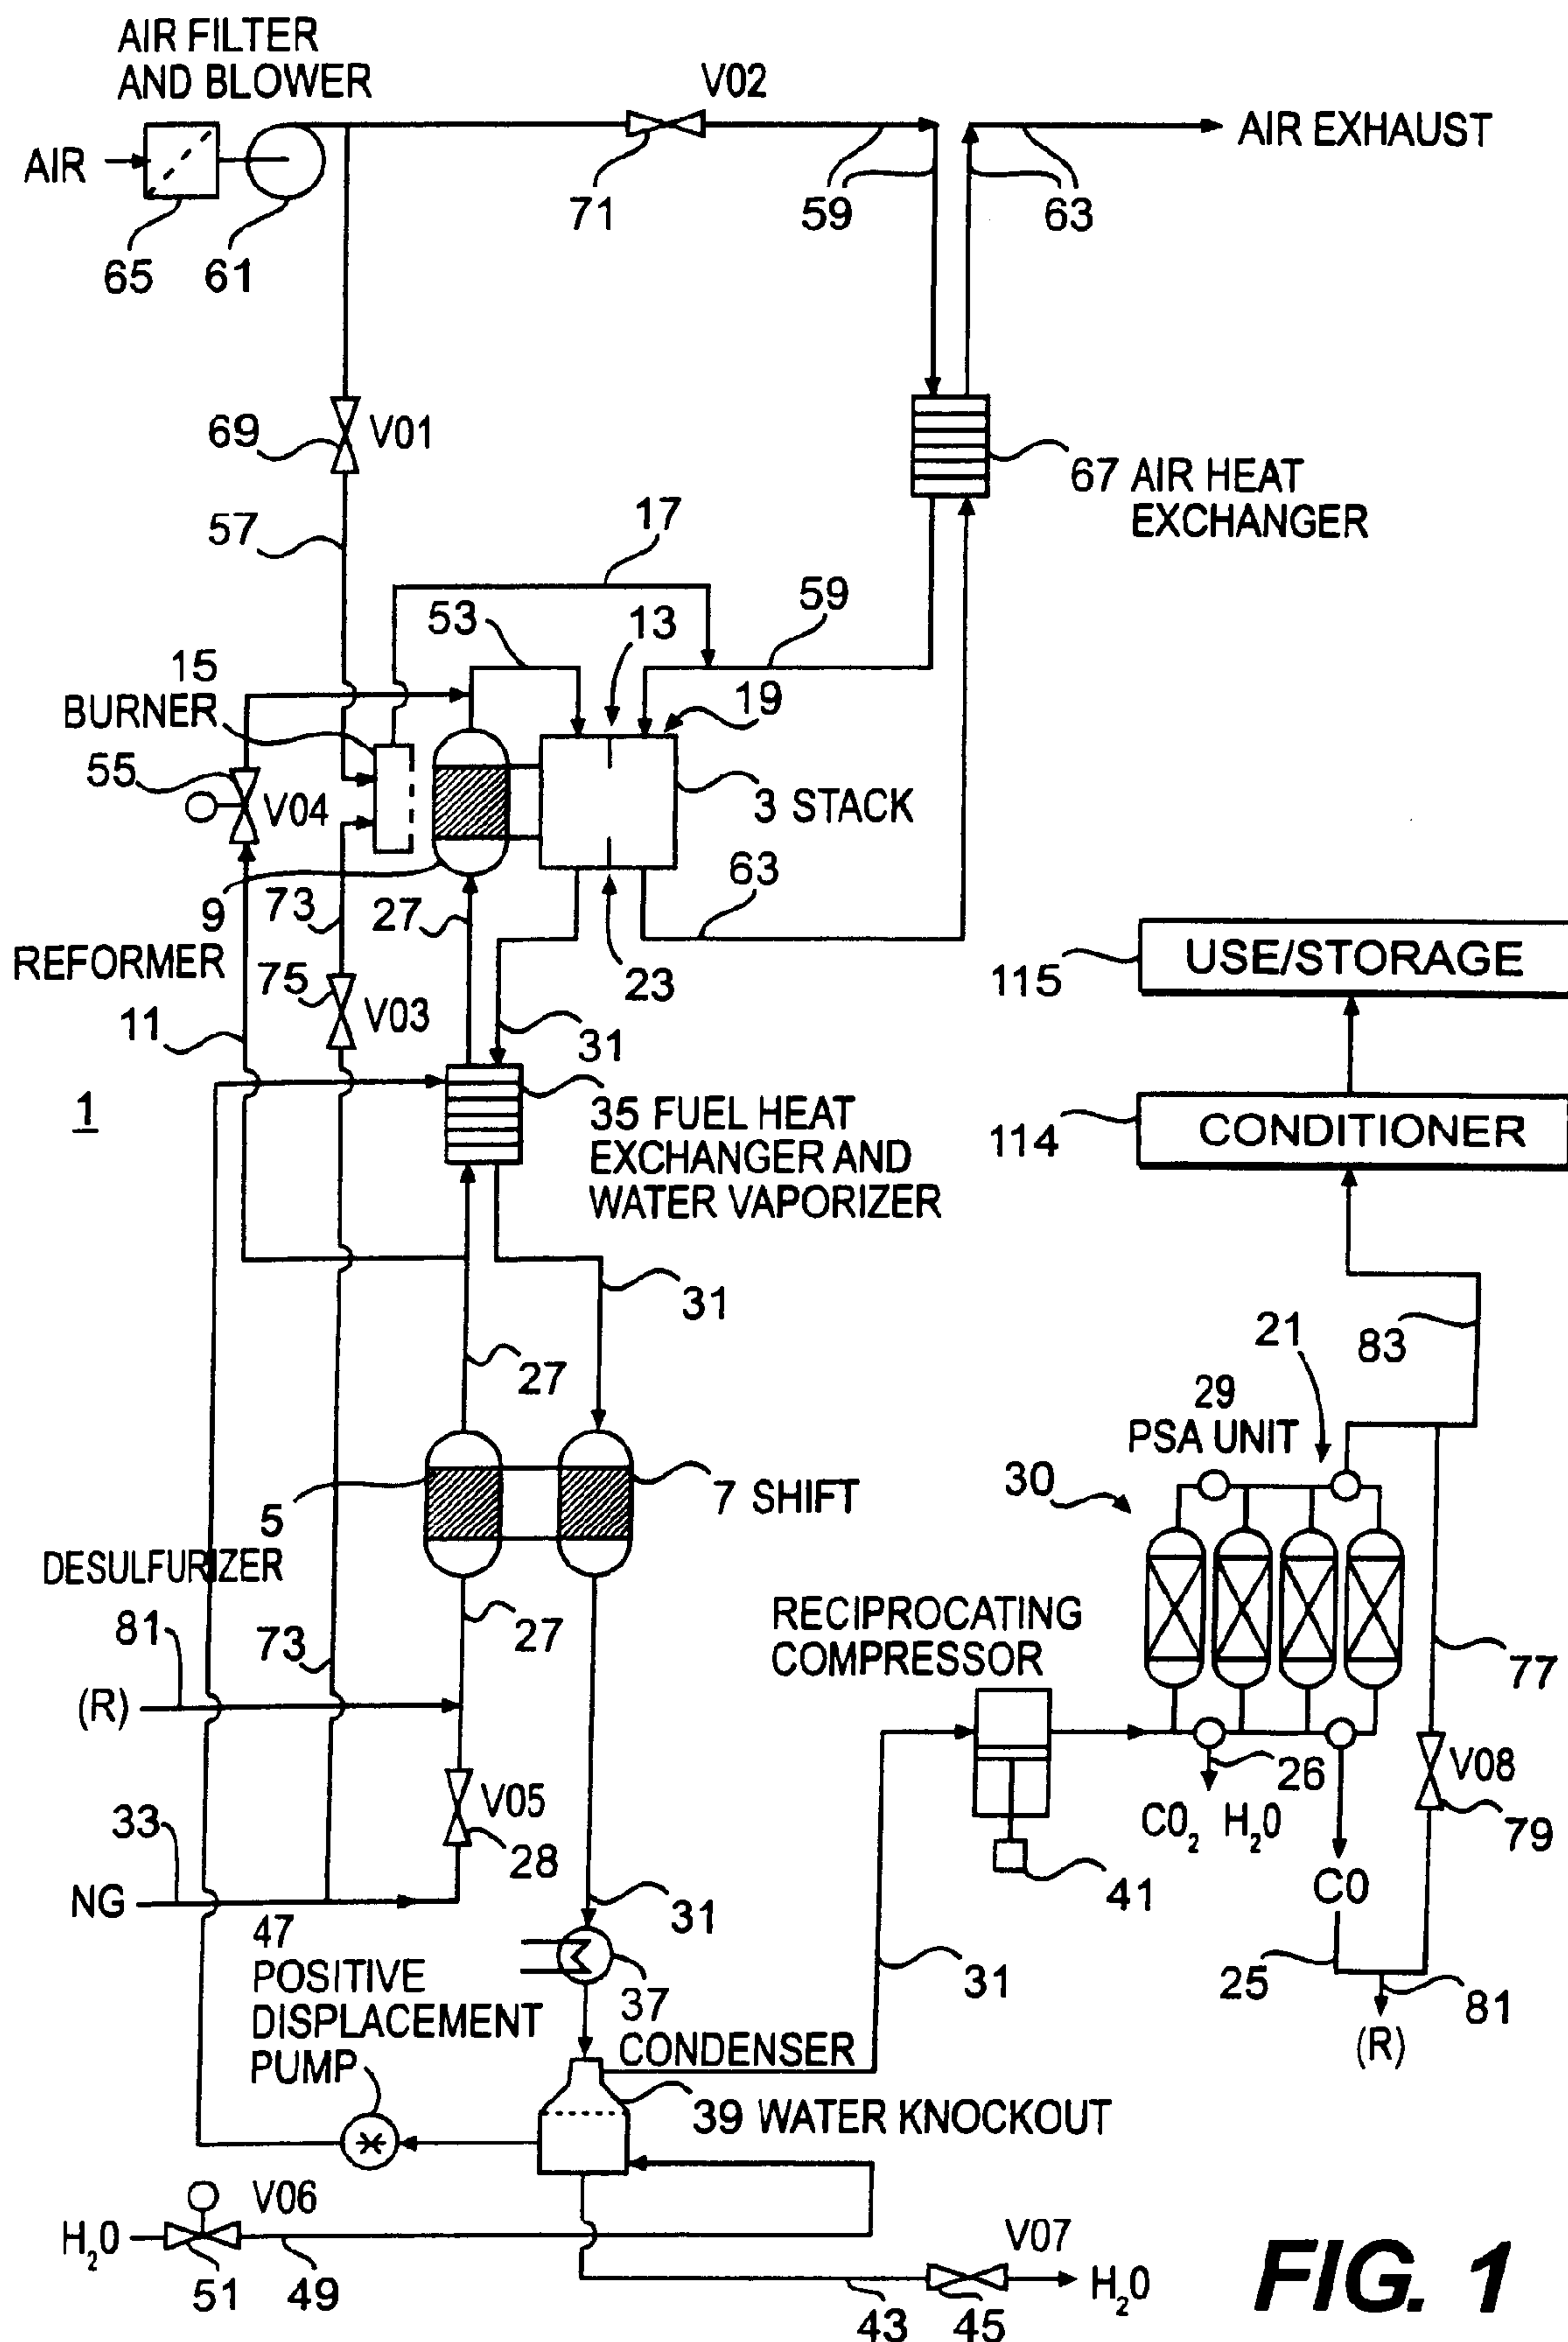 AIR FILTER
AND BLOWER
V02
AIR
AIR EXHAUST
65
61
71
59
63
69
V01
67 AIR HEAT
EXCHANGER
57
17
53
13
59
15
BURNER
19
55
V04
3 STACK
9
REFORMER
73
27
63
23
75
V03
11
31
1
35 FUEL HEAT
EXCHANGER AND
WATER VAPORIZER
115
USE/STORAGE
114
CONDITIONER
31
27
83
21
29
PSA UNIT
30
5
DESULFURIZER
7 SHIFT
27
81
73
(R)
RECIPROCATING
COMPRESSOR
77
V05
28
33
NG
26
CO₂ H₂O
V08
79
41
CO
31
47
POSITIVE
DISPLACEMENT
PUMP
37
CONDENSER
31
25
81
(R)
39 WATER KNOCKOUT
V06
H₂O
51
49
V07
43
45
H₂O
FIG. 1